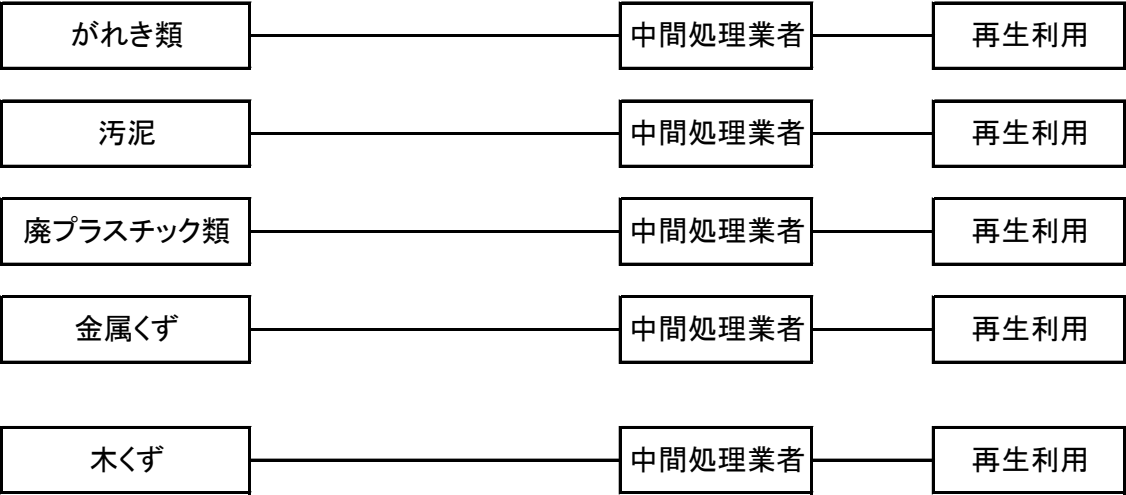 がれき類 中間処理業者 再生利用
汚泥 中間処理業者 再生利用
廃プラスチック類 中間処理業者 再生利用
金属くず 中間処理業者 再生利用
木くず 中間処理業者 再生利用